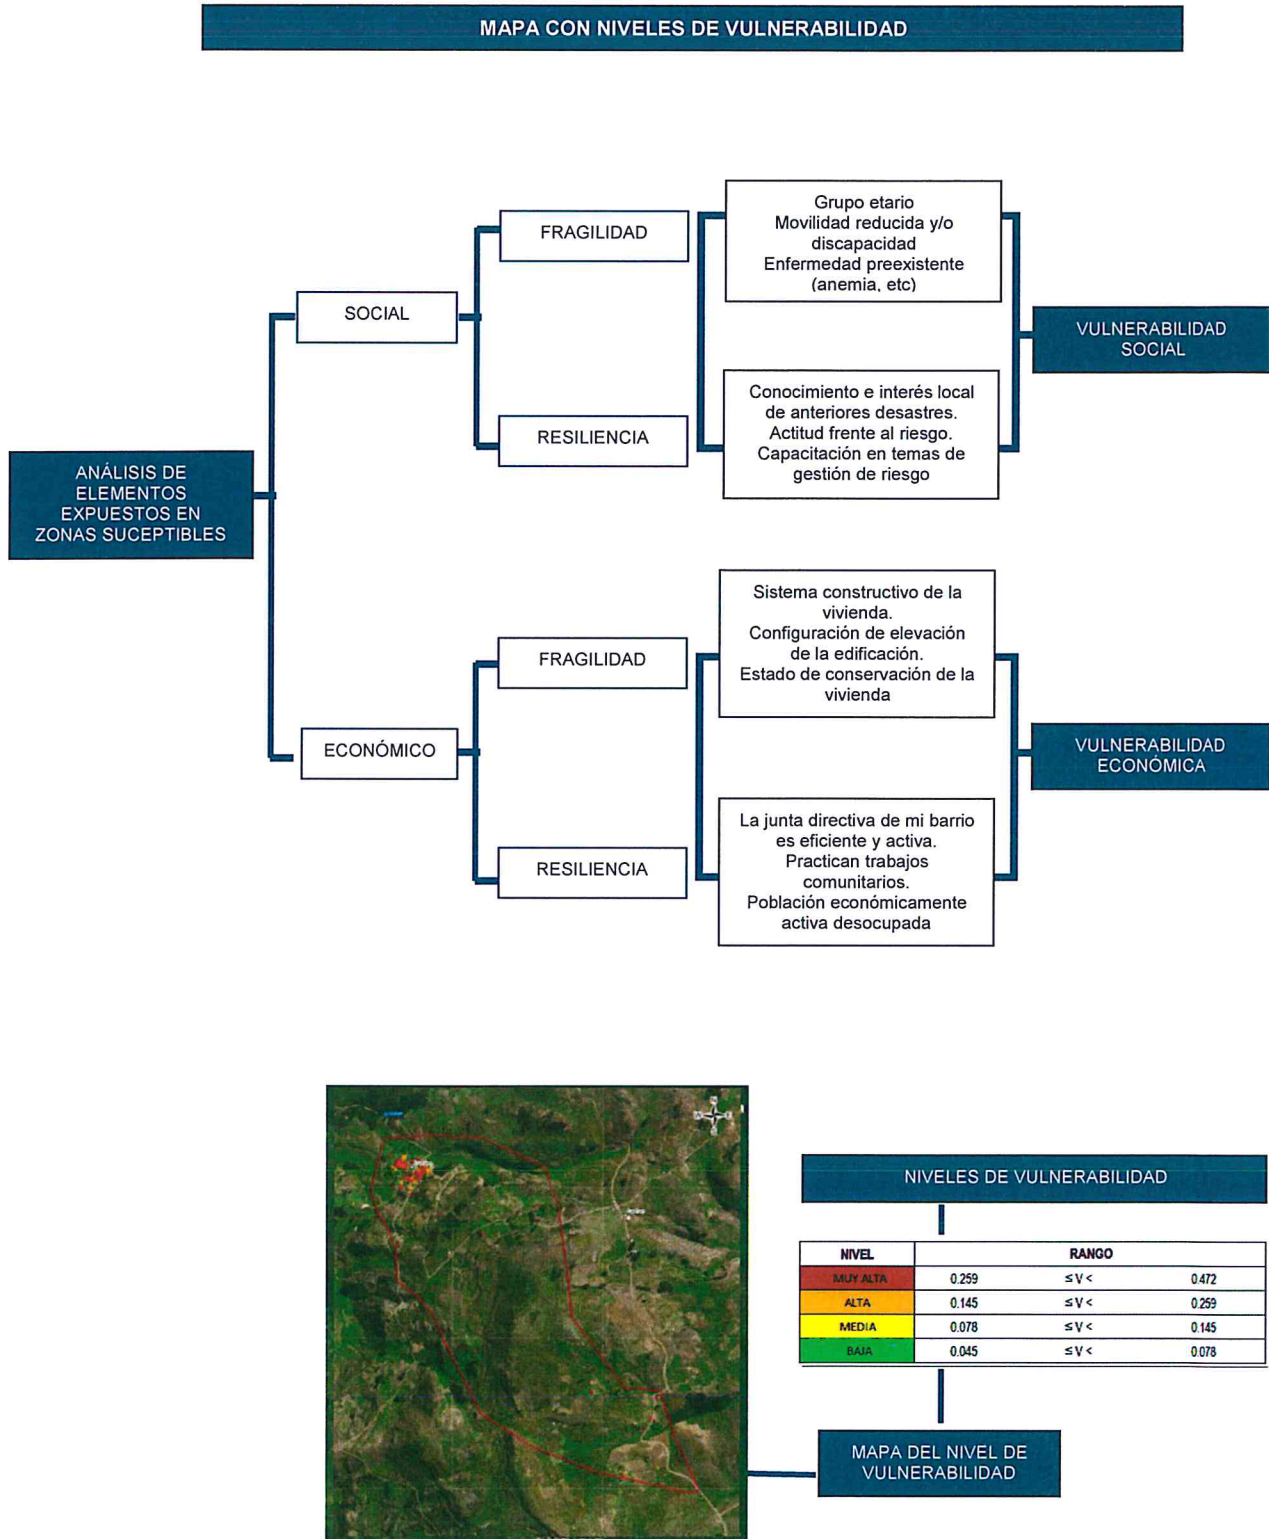 MAPA CON NIVELES DE VULNERABILIDAD
ANÁLISIS DE
ELEMENTOS
EXPUESTOS EN
ZONAS SUCEPTIBLES
SOCIAL
FRAGILIDAD
Grupo etario
Movilidad reducida y/o
discapacidad
Enfermedad preexistente
(anemia, etc)
RESILIENCIA
Conocimiento e interés local
de anteriores desastres.
Actitud frente al riesgo.
Capacitación en temas de
gestión de riesgo
VULNERABILIDAD
SOCIAL
ECONÓMICO
FRAGILIDAD
Sistema constructivo de la
vivienda.
Configuración de elevación
de la edificación.
Estado de conservación de la
vivienda
RESILIENCIA
La junta directiva de mi barrio
es eficiente y activa.
Practican trabajos
comunitarios.
Población económicamente
activa desocupada
VULNERABILIDAD
ECONÓMICA
NIVELES DE VULNERABILIDAD
NIVEL RANGO
MUY ALTA 0.259 ≤ V < 0.472
ALTA 0.145 ≤ V < 0.259
MEDIA 0.078 ≤ V < 0.145
BAJA 0.045 ≤ V < 0.078
MAPA DEL NIVEL DE
VULNERABILIDAD